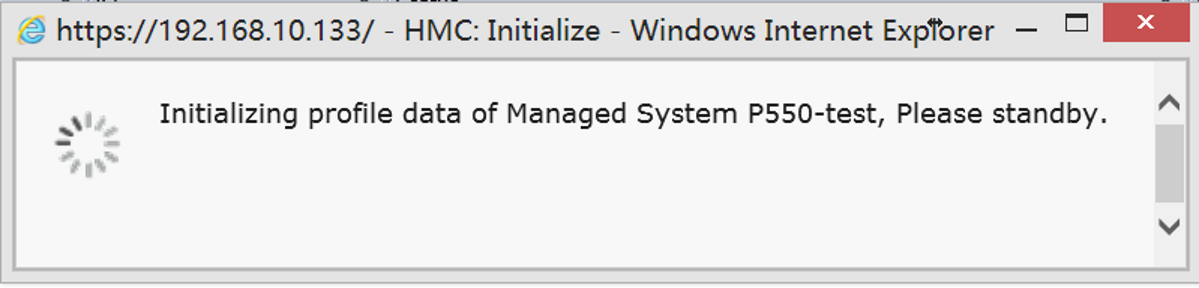 https://192.168.10.133/ - HMC: Initialize - Windows Internet Explorer
Initializing profile data of Managed System P550-test, Please standby.